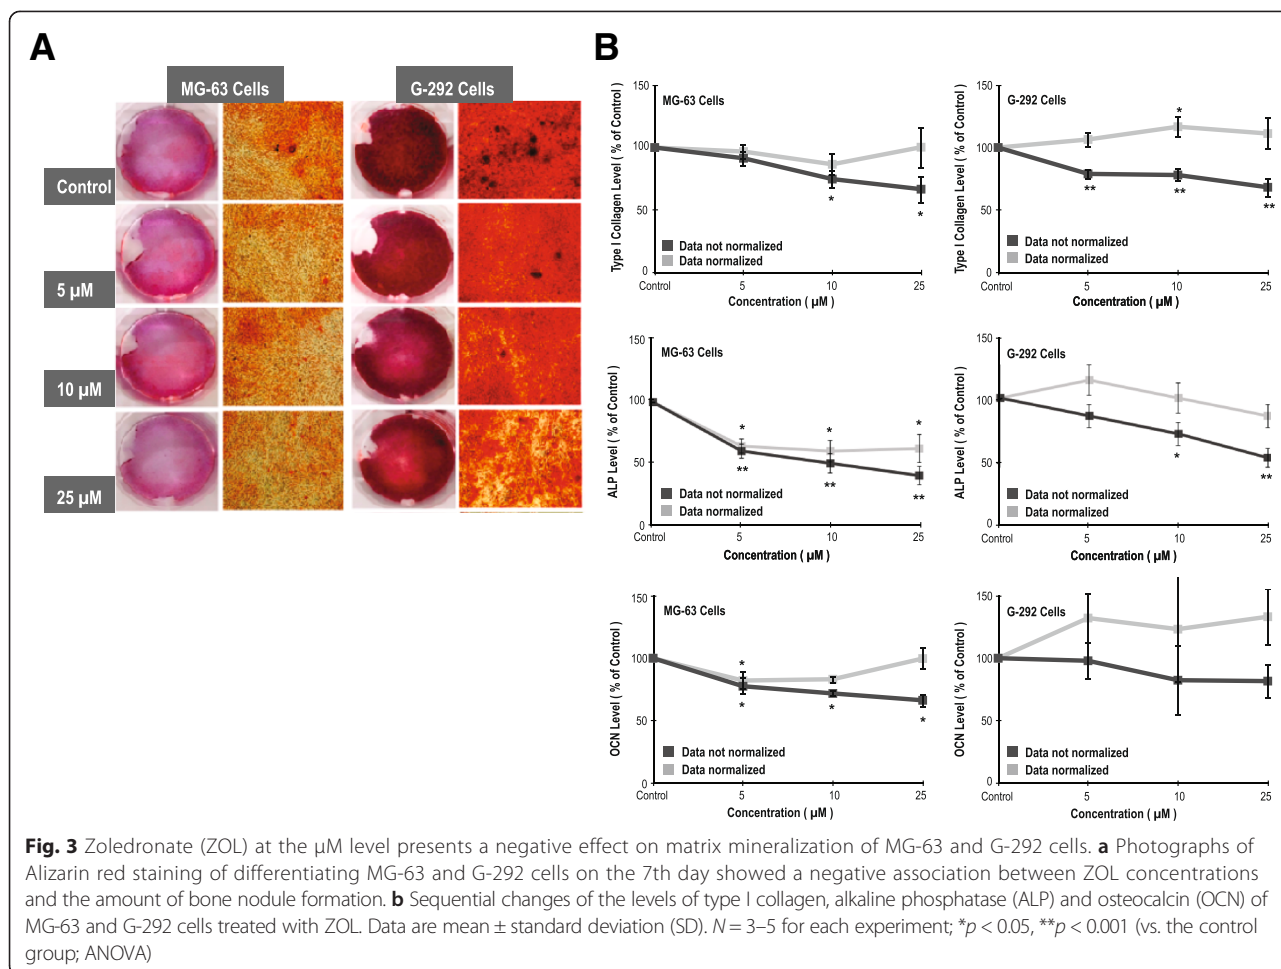 A
MG-63 Cells
G-292 Cells
Control
5 µM
10 µM
25 µM
B
MG-63 Cells
Type I Collagen Level ( % of Control )
150
100
50
0
*
*
Data not normalized
Data normalized
Control
5
10
25
Concentration ( µM )
G-292 Cells
Type I Collagen Level ( % of Control )
150
100
50
0
*
**
**
**
Data not normalized
Data normalized
Control
5
10
25
Concentration ( µM )
MG-63 Cells
ALP Level ( % of Control )
150
100
50
0
*
*
*
**
**
**
Data not normalized
Data normalized
Control
5
10
25
Concentration ( µM )
G-292 Cells
ALP Level ( % of Control )
150
100
50
0
*
**
Data not normalized
Data normalized
Control
5
10
25
Concentration ( µM )
MG-63 Cells
OCN Level ( % of Control )
150
100
50
0
*
*
*
*
Data not normalized
Data normalized
Control
5
10
25
Concentration ( µM )
G-292 Cells
OCN Level ( % of Control )
150
100
50
0
Data not normalized
Data normalized
Control
5
10
25
Concentration ( µM )
Fig. 3 Zoledronate (ZOL) at the µM level presents a negative effect on matrix mineralization of MG-63 and G-292 cells. a Photographs of
Alizarin red staining of differentiating MG-63 and G-292 cells on the 7th day showed a negative association between ZOL concentrations
and the amount of bone nodule formation. b Sequential changes of the levels of type I collagen, alkaline phosphatase (ALP) and osteocalcin (OCN) of
MG-63 and G-292 cells treated with ZOL. Data are mean ± standard deviation (SD). N = 3–5 for each experiment; *p < 0.05, **p < 0.001 (vs. the control
group; ANOVA)